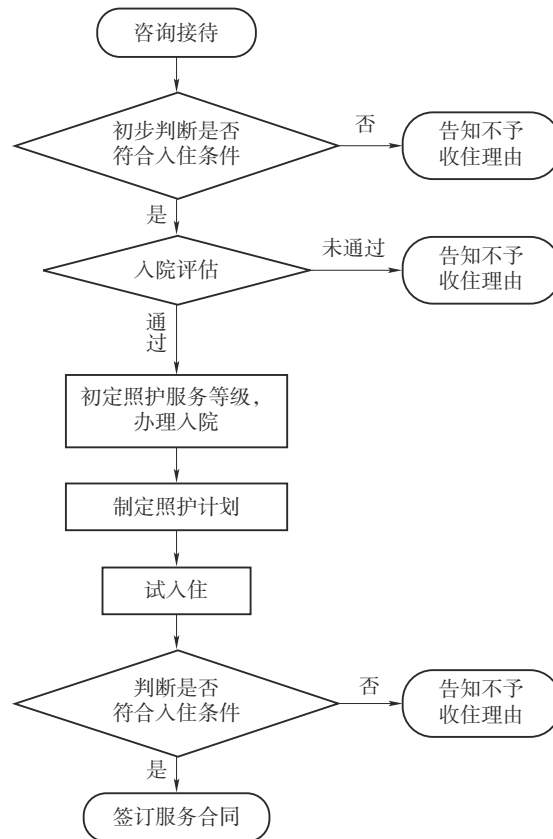 咨询接待
初步判断是否
符合入住条件
否
告知不予
收住理由
是
入院评估
未通过
告知不予
收住理由
通
过
初定照护服务等级，
办理入院
制定照护计划
试入住
判断是否
符合入住条件
否
告知不予
收住理由
是
签订服务合同